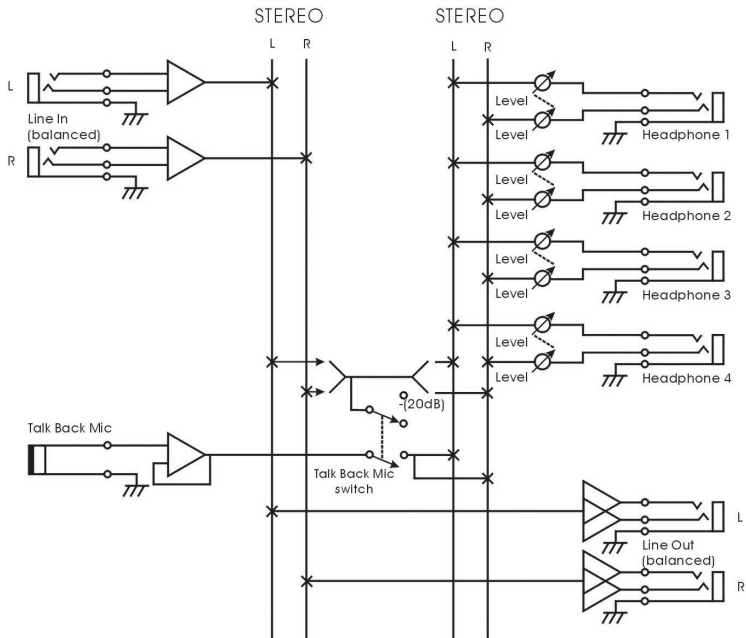 STEREO STEREO
L R L R
L
Line In
(balanced)
R
Level
Level
Headphone 1
Level
Level
Headphone 2
Level
Level
Headphone 3
Level
Level
Headphone 4
-(20dB)
Talk Back Mic
Talk Back Mic
switch
L
Line Out
(balanced)
R